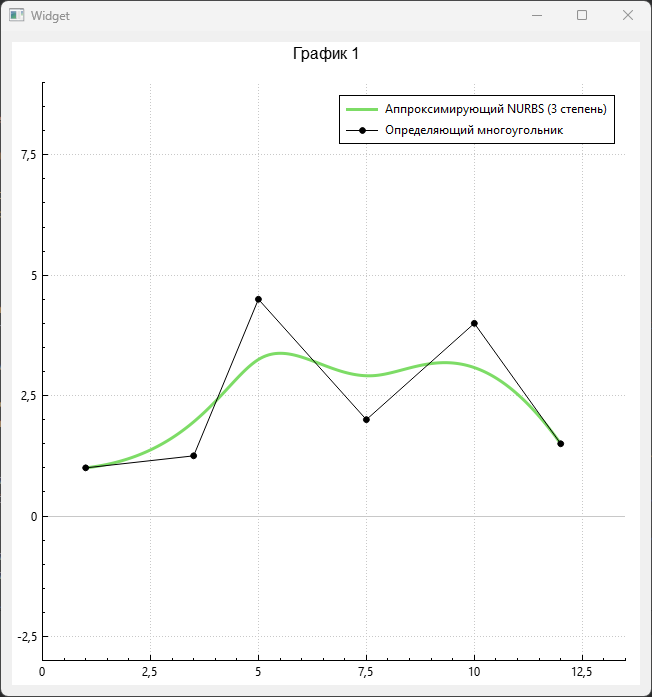 Widget
График 1
Аппроксимирующий NURBS (3 степень)
Определяющий многоугольник
7,5
5
2,5
0
-2,5
0 2,5 5 7,5 10 12,5